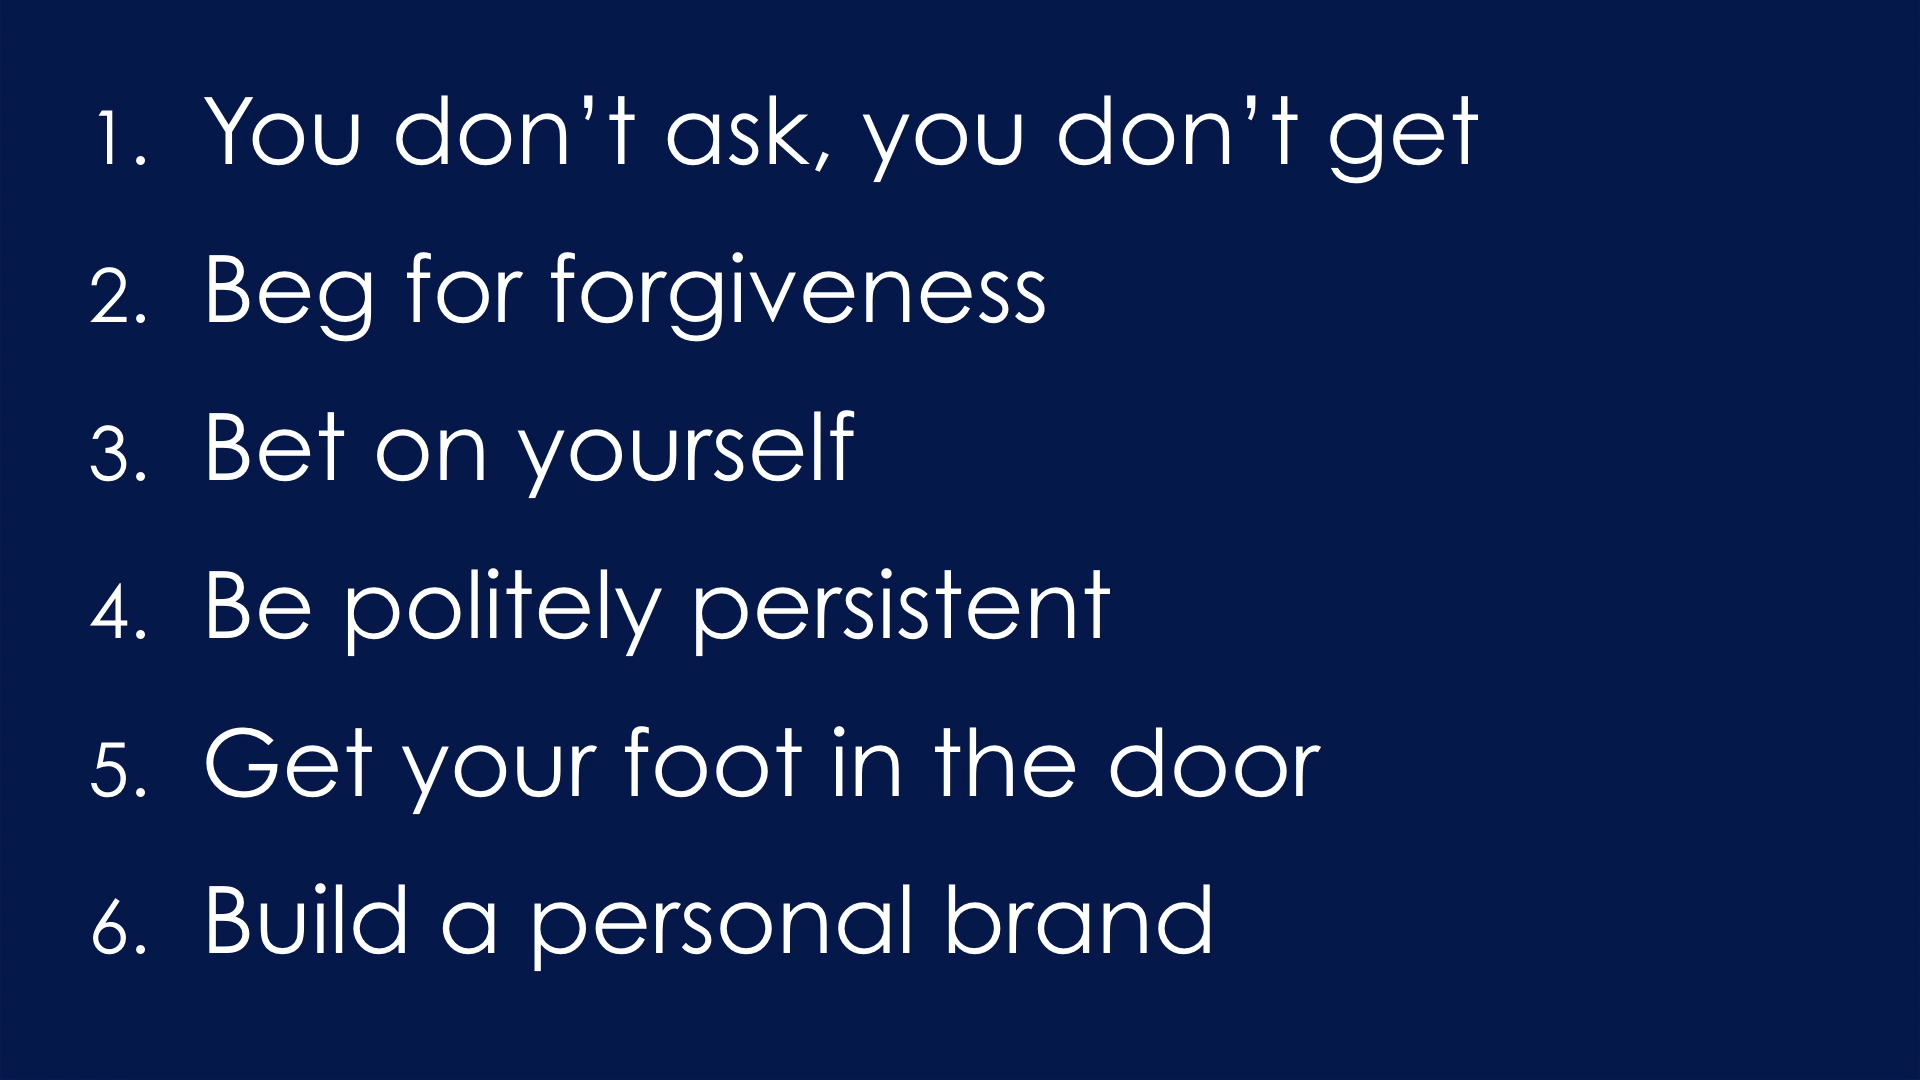 1. You don’t ask, you don’t get
2. Beg for forgiveness
3. Bet on yourself
4. Be politely persistent
5. Get your foot in the door
6. Build a personal brand